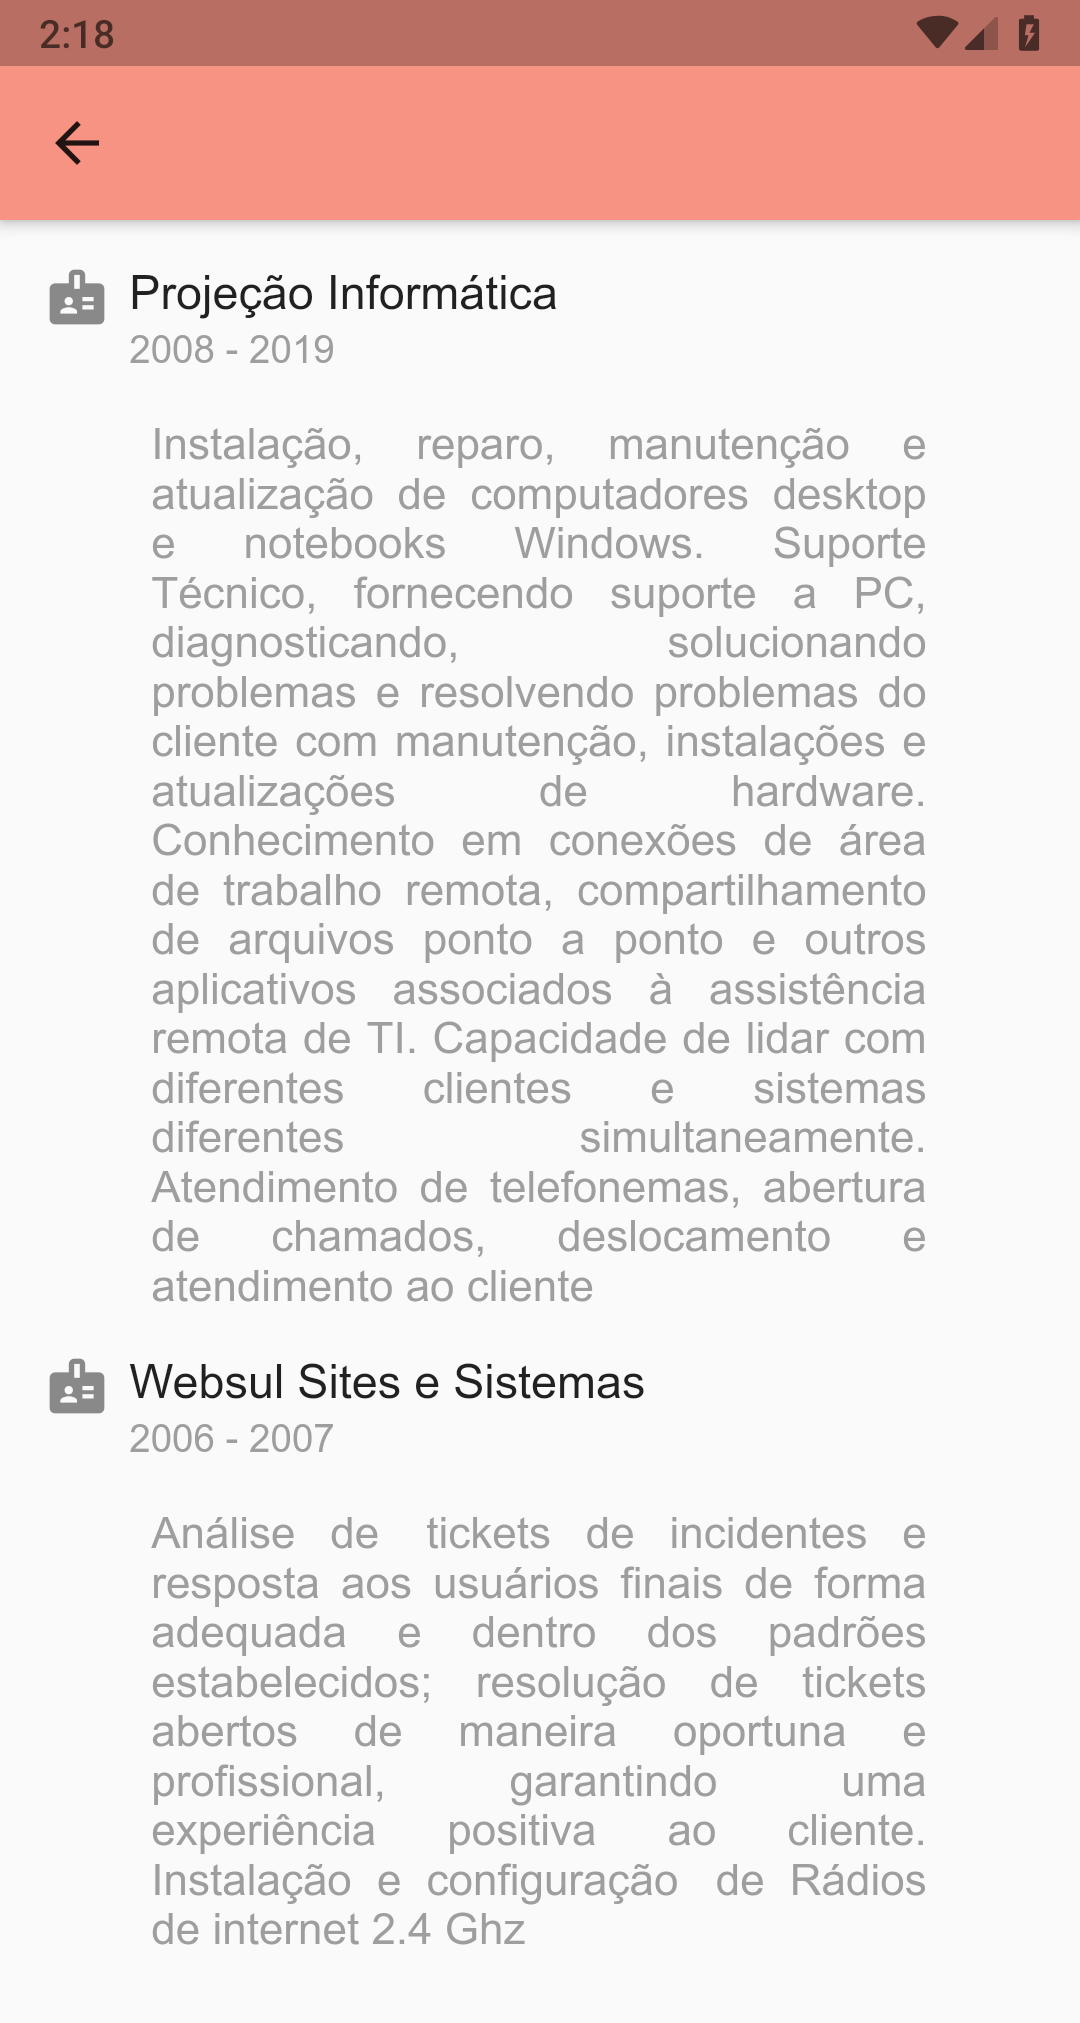 2:18
Projeção Informática
2008 - 2019
Instalação, reparo, manutenção e
atualização de computadores desktop
e notebooks Windows. Suporte
Técnico, fornecendo suporte a PC,
diagnosticando, solucionando
problemas e resolvendo problemas do
cliente com manutenção, instalações e
atualizações de hardware.
Conhecimento em conexões de área
de trabalho remota, compartilhamento
de arquivos ponto a ponto e outros
aplicativos associados à assistência
remota de TI. Capacidade de lidar com
diferentes clientes e sistemas
diferentes simultaneamente.
Atendimento de telefonemas, abertura
de chamados, deslocamento e
atendimento ao cliente
Websul Sites e Sistemas
2006 - 2007
Análise de tickets de incidentes e
resposta aos usuários finais de forma
adequada e dentro dos padrões
estabelecidos; resolução de tickets
abertos de maneira oportuna e
profissional, garantindo uma
experiência positiva ao cliente.
Instalação e configuração de Rádios
de internet 2.4 Ghz